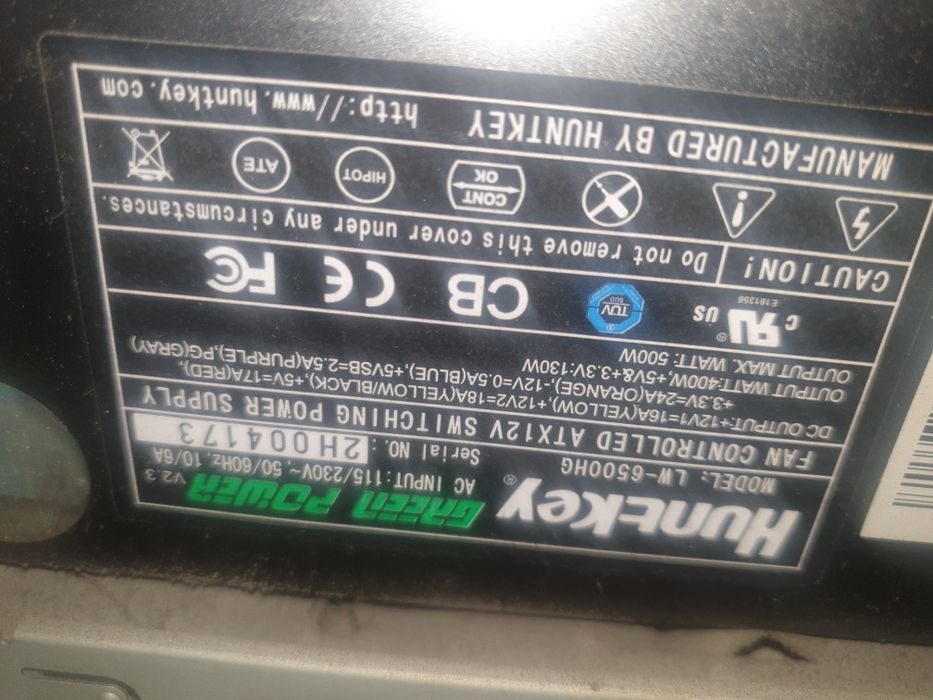 Huntkey® GREEN POWER V2.3
MODEL: LW-6500HG
AC INPUT:115/230V~, 50/60Hz, 10/6A
Serial NO.: 2H004173
FAN CONTROLLED ATX12V SWITCHING POWER SUPPLY
DC OUTPUT:+12V1=16A(YELLOW),+12V2=18A(YELLOW/BLACK),+5V=17A(RED),
+3.3V=24A(ORANGE),-12V=0.5A(BLUE),+5VSB=2.5A(PURPLE),PG(GRAY)
OUTPUT WATT:400W,+5V&+3.3V:130W
OUTPUT MAX. WATT: 500W
c RU us ®
E181356
TÜV
SÜD
CB CE FC
CAUTION! Do not remove this cover under any circumstances.
CONT
OK
HIPOT
ATE
MANUFACTURED BY HUNTKEY http://www.huntkey.com